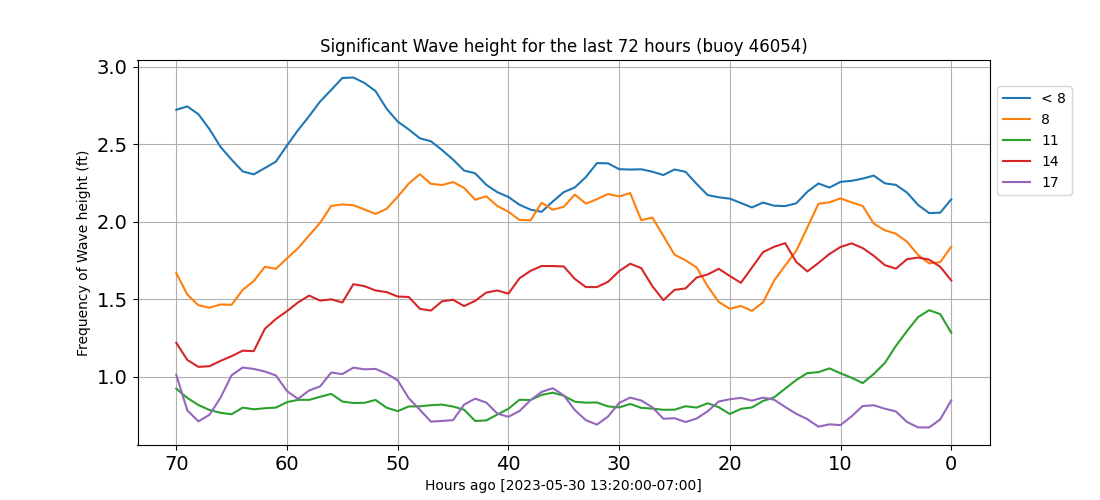 Significant Wave height for the last 72 hours (buoy 46054)
Frequency of Wave height (ft)
3.0
2.5
2.0
1.5
1.0
70 60 50 40 30 20 10 0
Hours ago [2023-05-30 13:20:00-07:00]
< 8
8
11
14
17